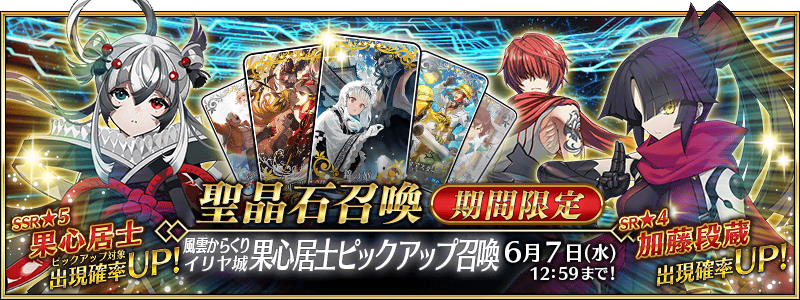 聖晶石召喚 期間限定
SSR★5
果心居士
ピックアップ対象
出現確率UP!
風雲からくり
イリヤ城
果心居士ピックアップ召喚
6月7日(水)
12:59まで!
SR★4
加藤段蔵
出現確率UP!